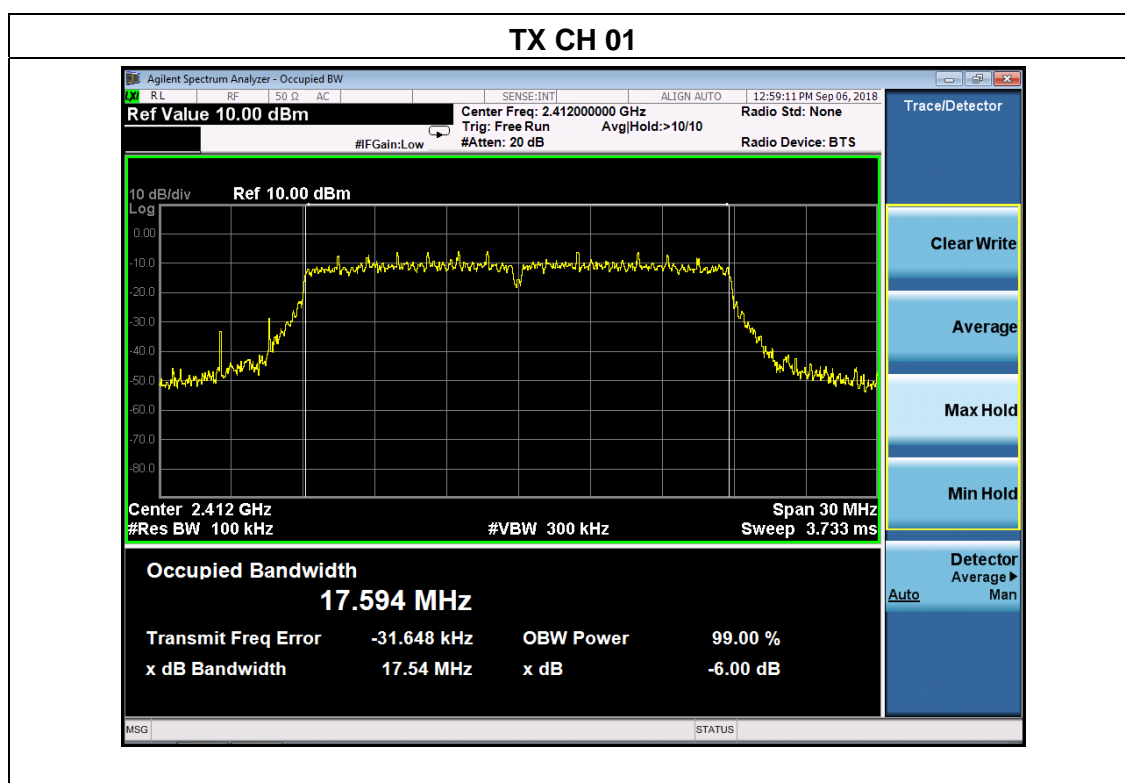 TX CH 01
Agilent Spectrum Analyzer - Occupied BW
LXI RL RF 50 Ω AC SENSE:INT ALIGN AUTO 12:59:11 PM Sep 06, 2018
Ref Value 10.00 dBm
Center Freq: 2.412000000 GHz
Radio Std: None
Trig: Free Run Avg|Hold:>10/10
#IFGain:Low
#Atten: 20 dB
Radio Device: BTS
Trace/Detector
10 dB/div Ref 10.00 dBm
Log
0.00
-10.0
-20.0
-30.0
-40.0
-50.0
-60.0
-70.0
-80.0
Center 2.412 GHz Span 30 MHz
#Res BW 100 kHz #VBW 300 kHz Sweep 3.733 ms
Clear Write
Average
Max Hold
Min Hold
Detector
Average▶
Auto Man
Occupied Bandwidth
17.594 MHz
Transmit Freq Error -31.648 kHz OBW Power 99.00 %
x dB Bandwidth 17.54 MHz x dB -6.00 dB
MSG STATUS